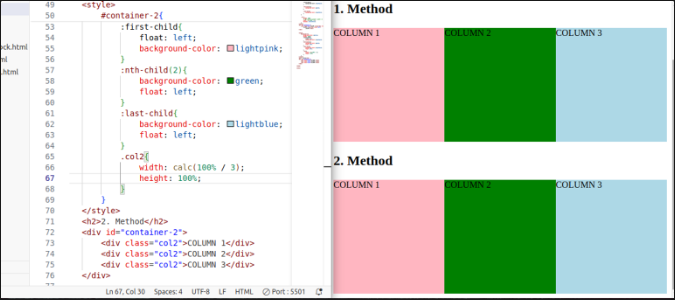 ck.html
.html
49 <style>
50 #container-2{
53 :first-child{
54 float: left;
55 background-color: lightpink;
56 }
57 :nth-child(2){
58 background-color: green;
59 float: left;
60 }
61 :last-child{
62 background-color: lightblue;
63 float: left;
64 }
65 .col2{
66 width: calc(100% / 3);
67 height: 100%;
68 }
69 }
70 </style>
71 <h2>2. Method</h2>
72 <div id="container-2">
73 <div class="col2">COLUMN 1</div>
74 <div class="col2">COLUMN 2</div>
75 <div class="col2">COLUMN 3</div>
76 </div>
Ln 67, Col 30 Spaces: 4 UTF-8 LF HTML Port : 5501
1. Method
COLUMN 1 COLUMN 2 COLUMN 3
2. Method
COLUMN 1 COLUMN 2 COLUMN 3